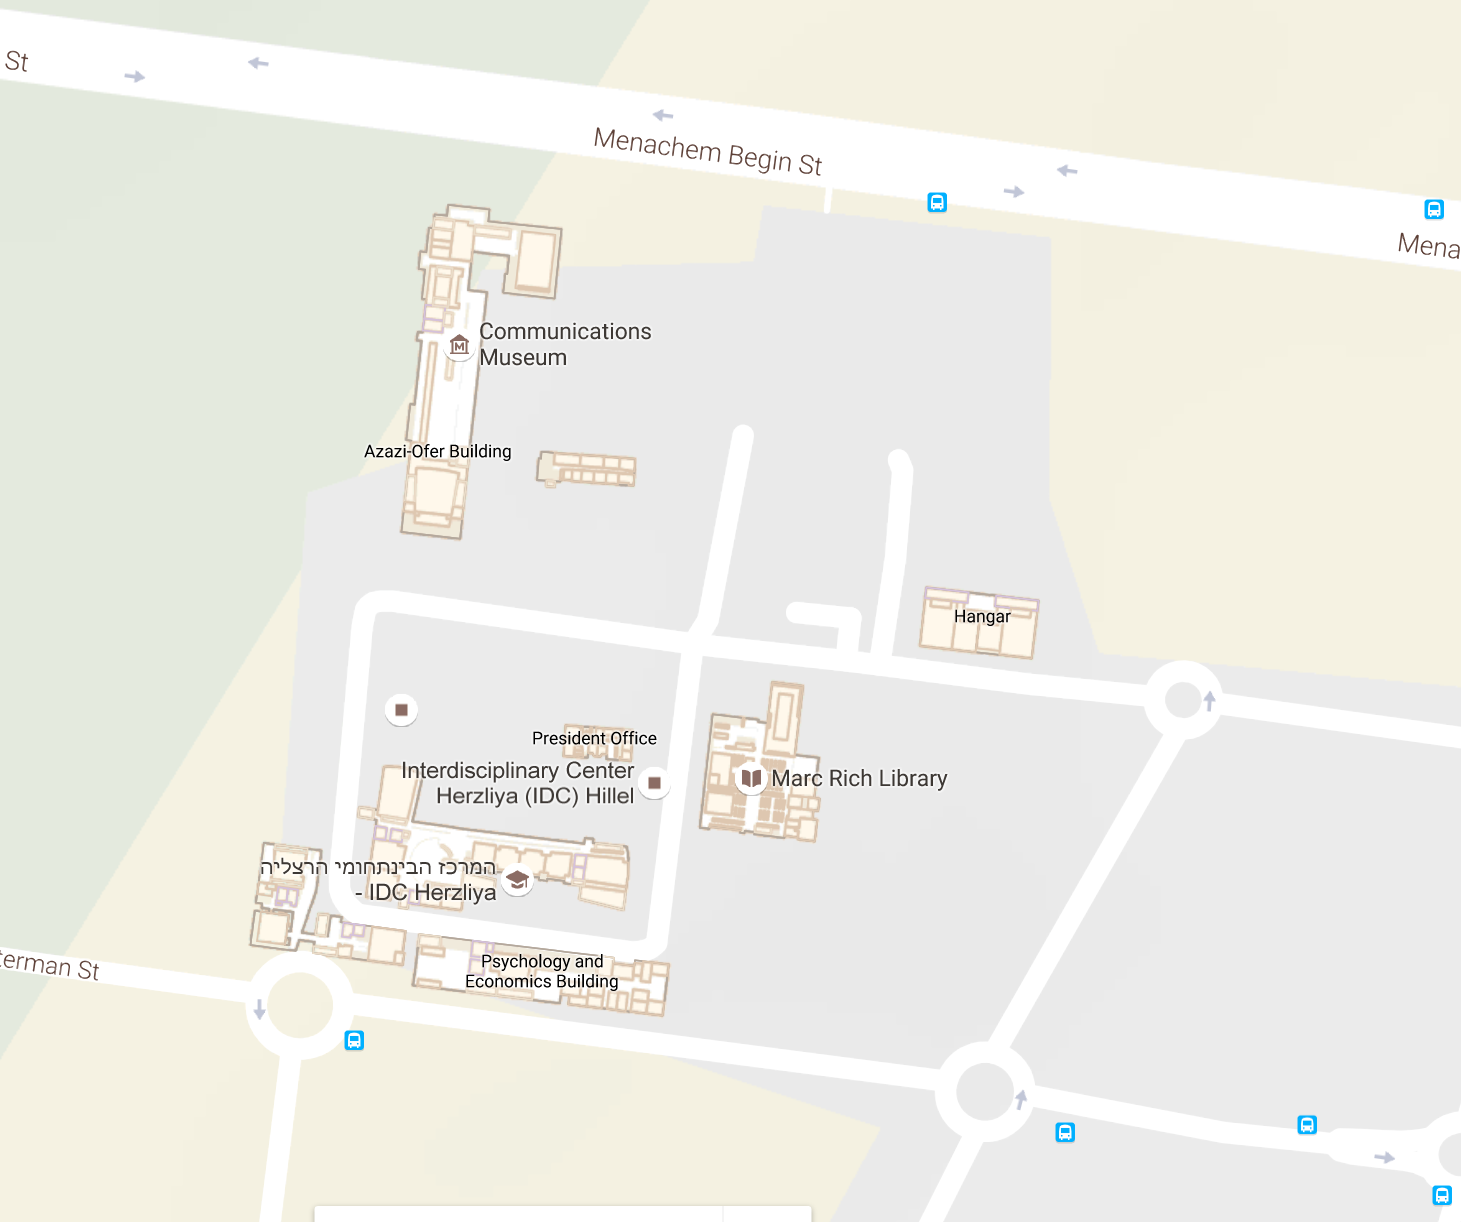 St
Menachem Begin St
Mena
Communications
Museum
Azazi-Ofer Building
Hangar
President Office
Interdisciplinary Center
Herzliya (IDC) Hillel
Marc Rich Library
המרכז הבינתחומי הרצליה
- IDC Herzliya
terman St
Psychology and
Economics Building